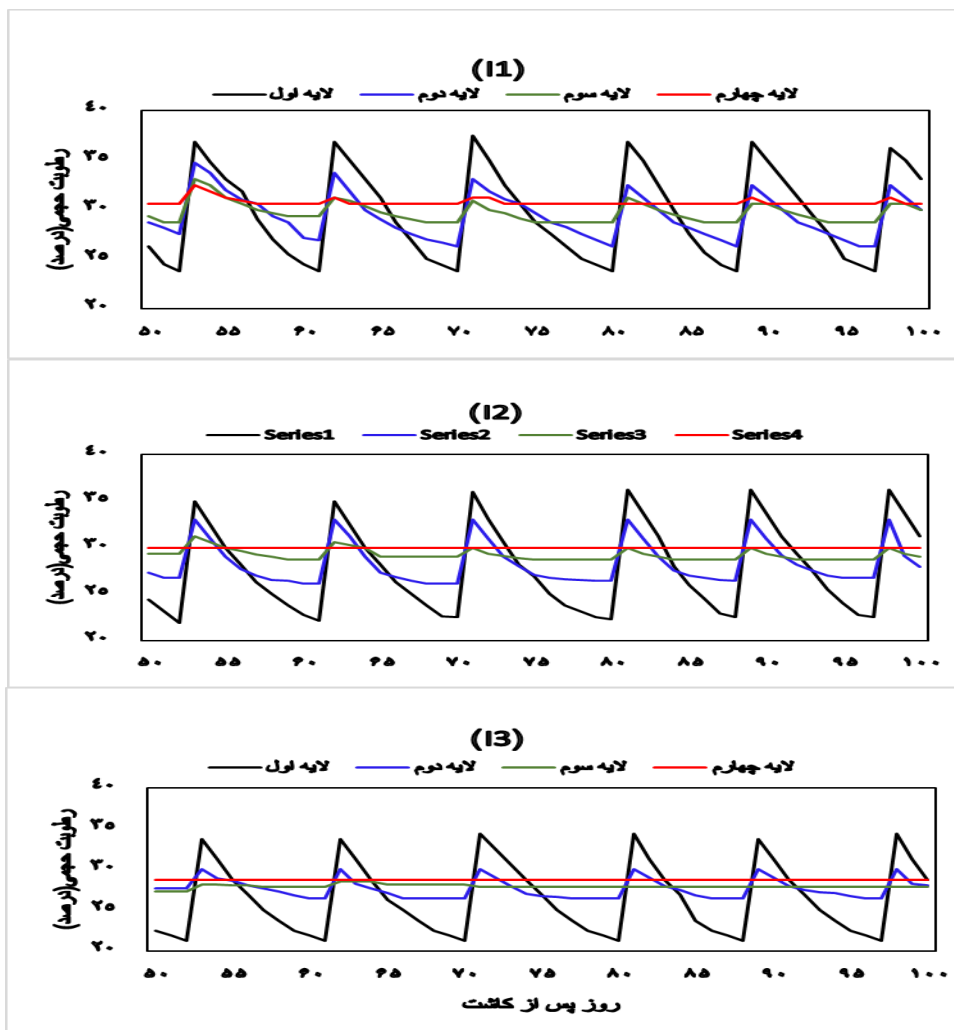 (I1)
لایه اول لایه دوم لایه سوم لایه چهارم
رطوبت حجمی(درصد)
۴۰
۳۵
۳۰
۲۵
۲۰
۵۰ ۵۵ ۶۰ ۶۵ ۷۰ ۷۵ ۸۰ ۸۵ ۹۰ ۹۵ ۱۰۰
(I2)
Series1 Series2 Series3 Series4
رطوبت حجمی(درصد)
۴۰
۳۵
۳۰
۲۵
۲۰
۵۰ ۵۵ ۶۰ ۶۵ ۷۰ ۷۵ ۸۰ ۸۵ ۹۰ ۹۵ ۱۰۰
(I3)
لایه اول لایه دوم لایه سوم لایه چهارم
رطوبت حجمی(درصد)
۴۰
۳۵
۳۰
۲۵
۲۰
۵۰ ۵۵ ۶۰ ۶۵ ۷۰ ۷۵ ۸۰ ۸۵ ۹۰ ۹۵ ۱۰۰
روز پس از کاشت